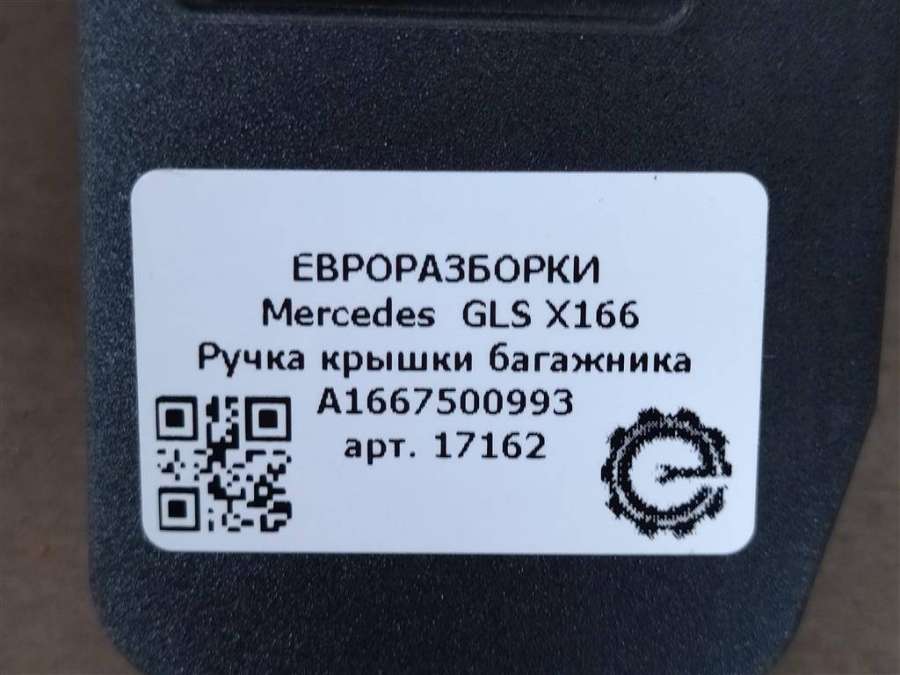 ЕВРОРАЗБОРКИ
Mercedes GLS X166
Ручка крышки багажника
A1667500993
арт. 17162